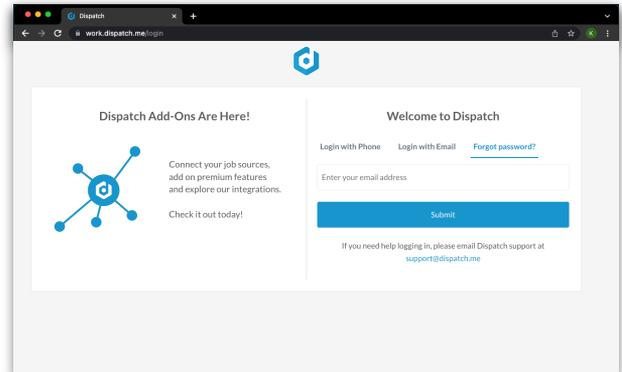 Dispatch
work.dispatch.me/login
K
Dispatch Add-Ons Are Here!
Connect your job sources,
add on premium features
and explore our integrations.
Check it out today!
Welcome to Dispatch
Login with Phone Login with Email Forgot password?
Enter your email address
Submit
If you need help logging in, please email Dispatch support at
support@dispatch.me